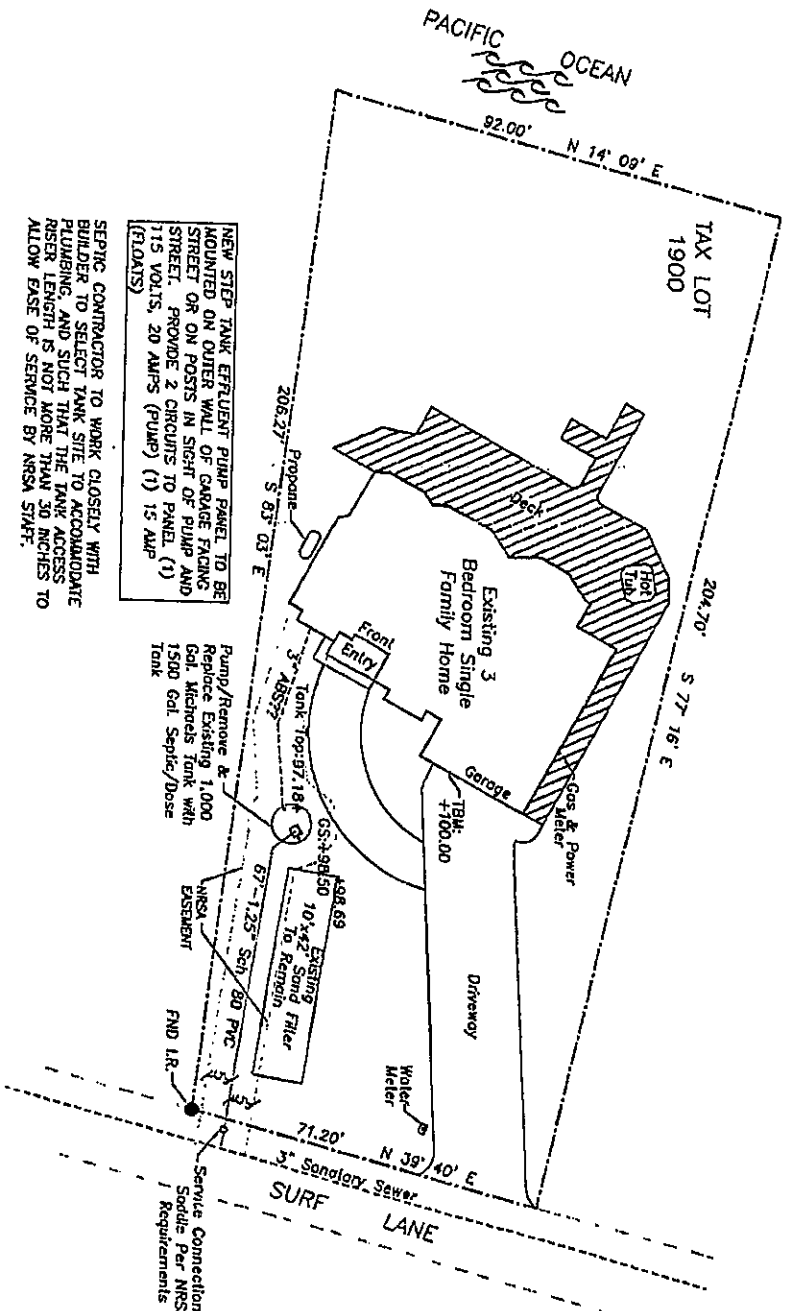 PACIFIC OCEAN
92.00' N 14° 09' E
TAX LOT
1900
204.70' S 77° 16' E
Deck
Hot
Tub
Existing 3
Bedroom Single
Family Home
Front
Entry
Garage
Gas & Power
Meter
TBM:
+100.00
Driveway
Water
Meter
206.27' S 83° 03' E
Propane
3"
ABS??
Tank Top:97.18+
GS:+98.50
+98.69
Existing
10'x42' Sand Filter
To Remain
67'-1.25" Sch 80 PVC
NRSA
EASEMENT
FND I.R.
71.20' N 39° 40' E
3" Sanitary Sewer
SURF LANE
Service Connection
Saddle Per NRS
Requirements
Pump/Remove &
Replace Existing 1,000
Gal. Michaels Tank with
1500 Gal. Septic/Dose
Tank
NEW STEP TANK EFFLUENT PUMP PANEL TO BE
MOUNTED ON OUTER WALL OF GARAGE FACING
STREET OR ON POSTS IN SIGHT OF PUMP AND
STREET. PROVIDE 2 CIRCUITS TO PANEL (1)
115 VOLTS, 20 AMPS (PUMP) (1) 15 AMP
(FLOATS)
SEPTIC CONTRACTOR TO WORK CLOSELY WITH
BUILDER TO SELECT TANK SITE TO ACCOMMODATE
PLUMBING, AND SUCH THAT THE TANK ACCESS
RISER LENGTH IS NOT MORE THAN 30 INCHES TO
ALLOW EASE OF SERVICE BY NRSA STAFF.